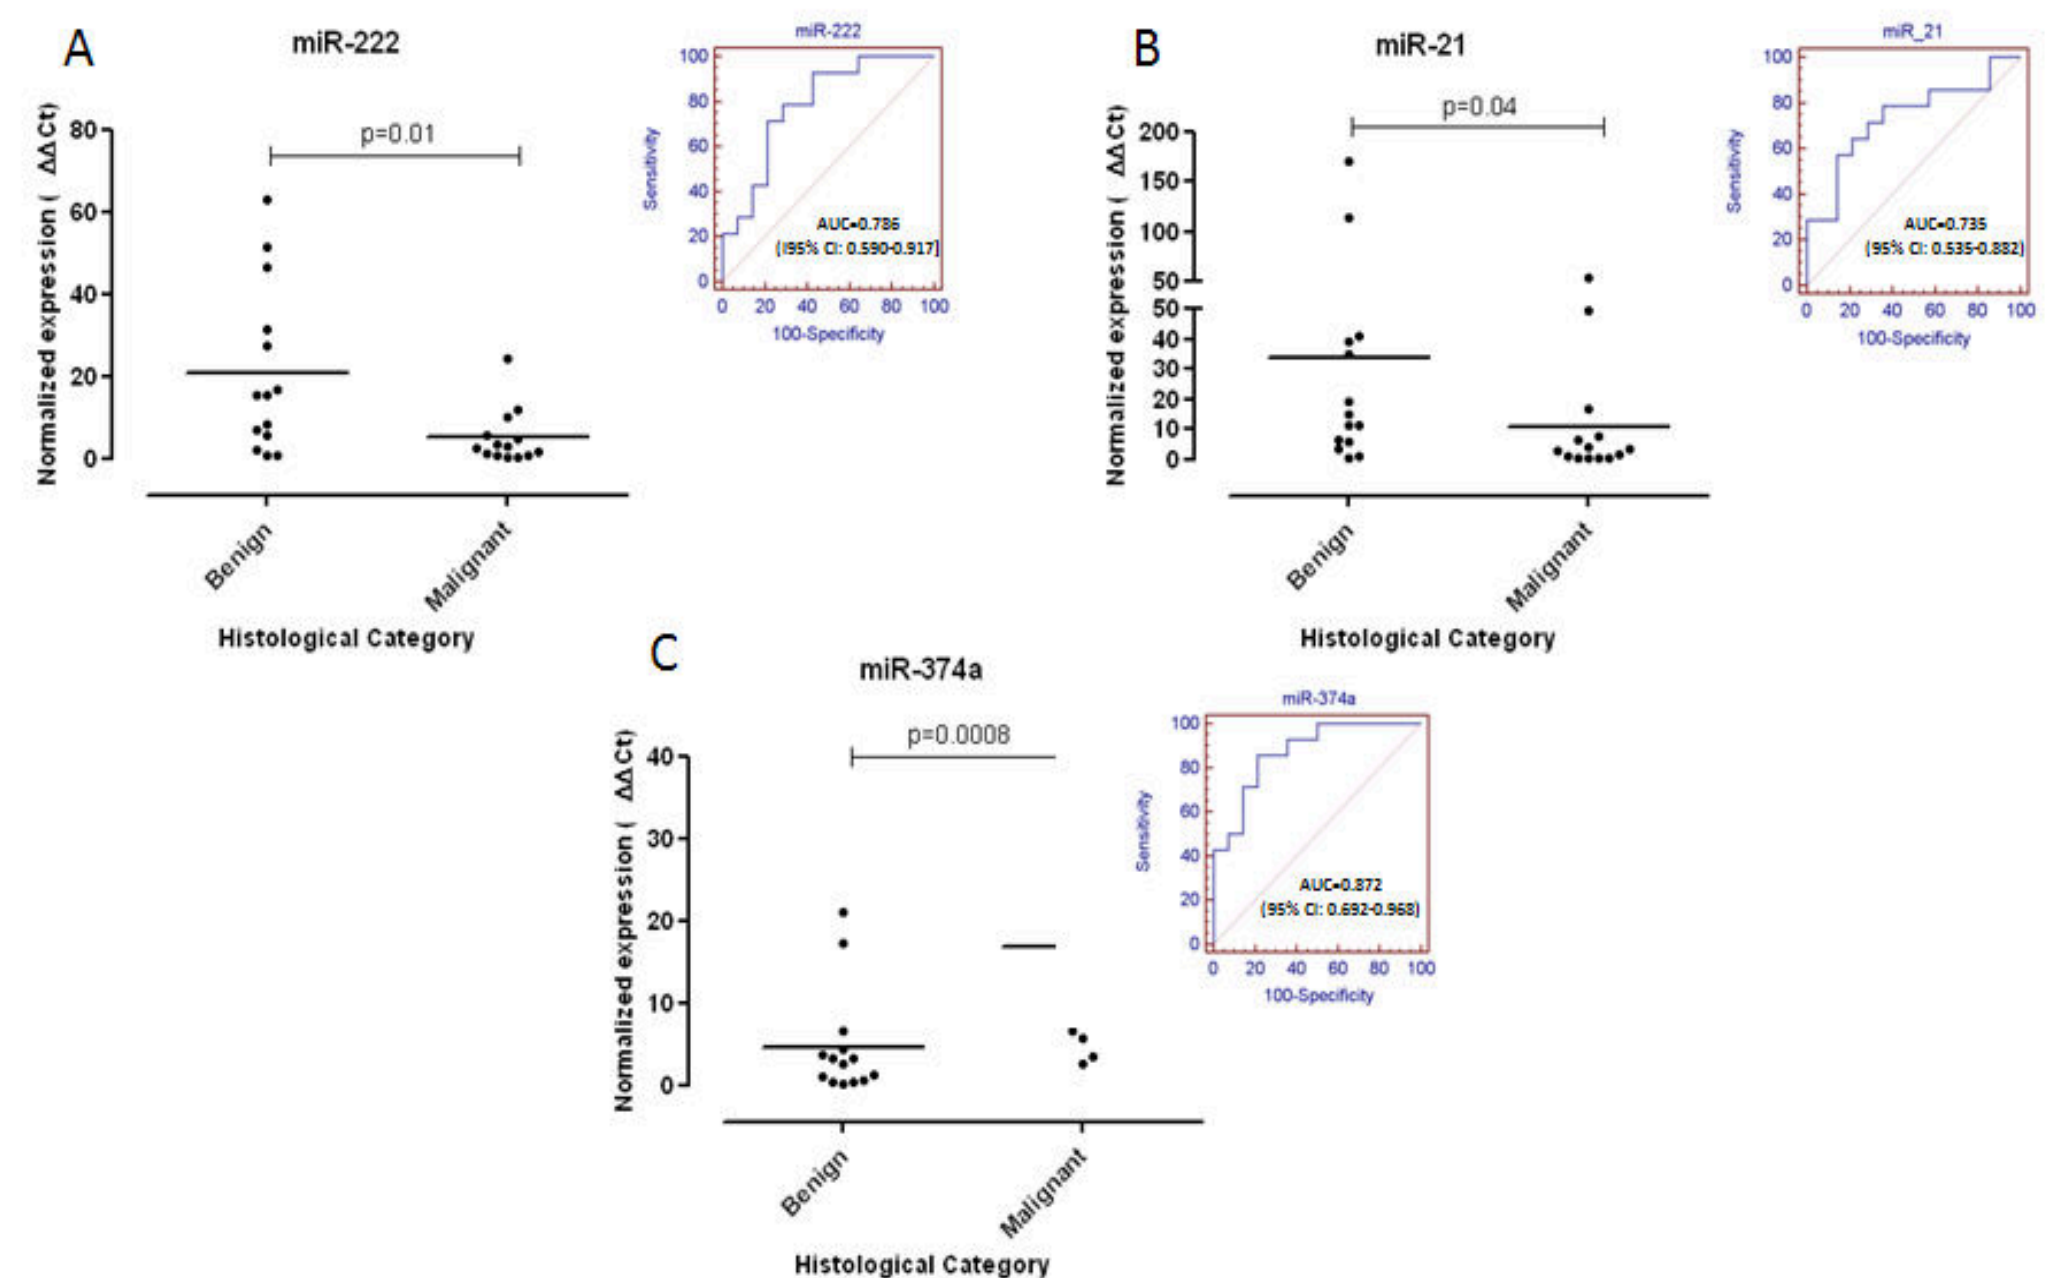 A
miR-222
Normalized expression ( ΔΔCt)
80
60
40
20
0
p=0.01
Benign
Malignant
Histological Category
miR-222
Sensitivity
100
80
60
40
20
0
AUC=0.786
(I95% CI: 0.590-0.917]
0 20 40 60 80 100
100-Specificity
B
miR-21
Normalized expression ( ΔΔCt)
200
150
100
50
50
40
30
20
10
0
p=0.04
Benign
Malignant
Histological Category
miR_21
Sensitivity
100
80
60
40
20
0
AUC=0.735
(95% CI: 0.535-0.882)
0 20 40 60 80 100
100-Specificity
C
miR-374a
Normalized expression ( ΔΔCt)
40
30
20
10
0
p=0.0008
Benign
Malignant
Histological Category
miR-374a
Sensitivity
100
80
60
40
20
0
AUC=0.872
(95% CI: 0.692-0.968)
0 20 40 60 80 100
100-Specificity